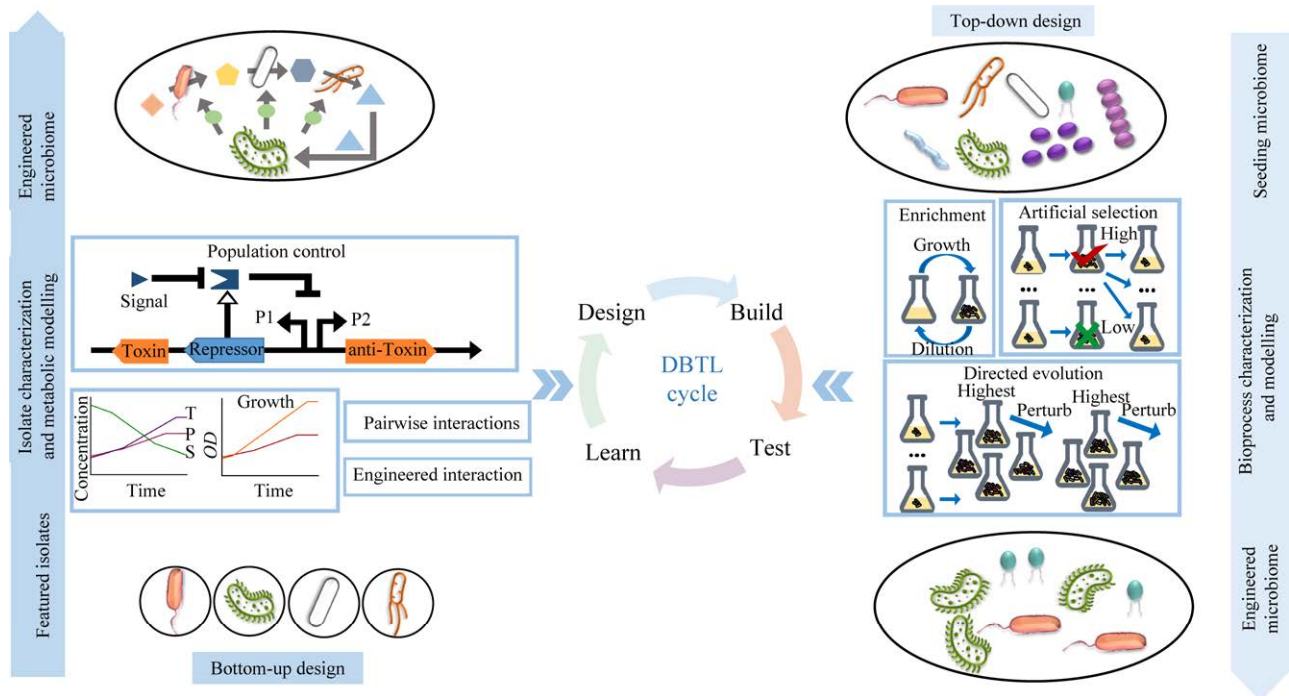 Engineered
microbiome
Isolate characterization
and metabolic modelling
Featured isolates
Population control
Signal
P1
P2
Toxin
Repressor
anti-Toxin
Concentration
T
P
S
Time
Growth
OD
Time
Pairwise interactions
Engineered interaction
Bottom-up design
Design
Build
DBTL
cycle
Learn
Test
Top-down design
Enrichment
Growth
Dilution
Artificial selection
High
...
...
...
Low
Directed evolution
Highest
Perturb
Highest
Perturb
...
Seeding microbiome
Bioprocess characterization
and modelling
Engineered
microbiome